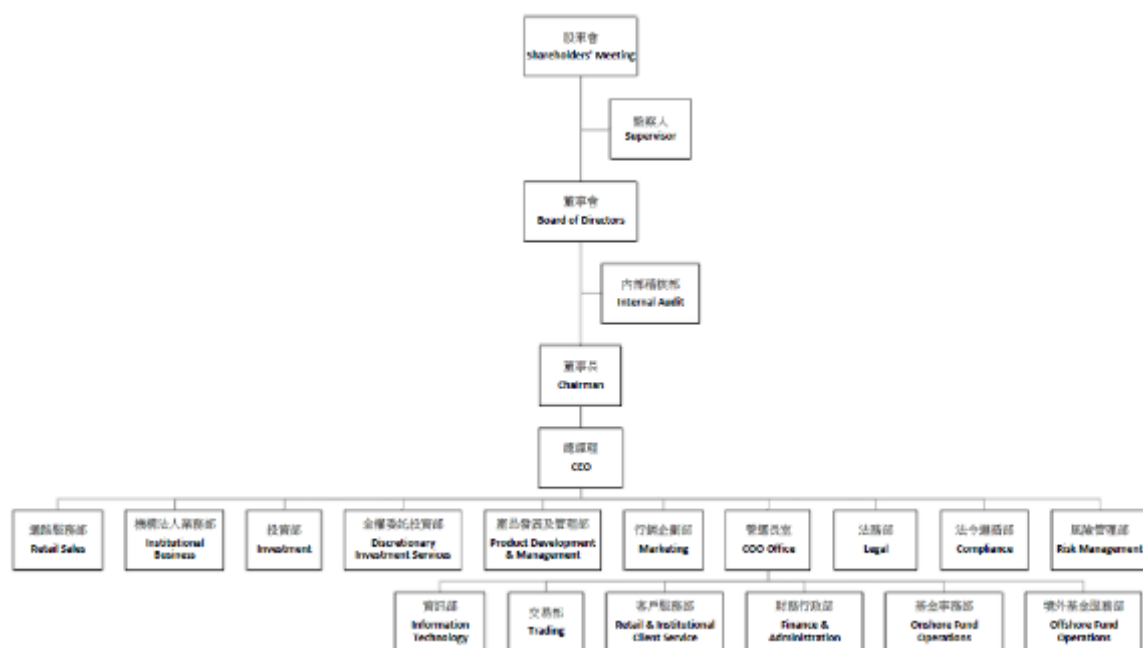 股東會
Shareholders' Meeting
監察人
Supervisor
董事會
Board of Directors
內部稽核部
Internal Audit
董事長
Chairman
總經理
CEO
通路服務部
Retail Sales
機構法人業務部
Institutional
Business
投資部
Investment
全權委託投資部
Discretionary
Investment Services
產品發展及管理部
Product Development
& Management
行銷企劃部
Marketing
營運長室
COO Office
法務部
Legal
法令遵循部
Compliance
風險管理部
Risk Management
資訊部
Information
Technology
交易部
Trading
客戶服務部
Retail & Institutional
Client Service
財務行政部
Finance &
Administration
基金事務部
Onshore Fund
Operations
境外基金服務部
Offshore Fund
Operations